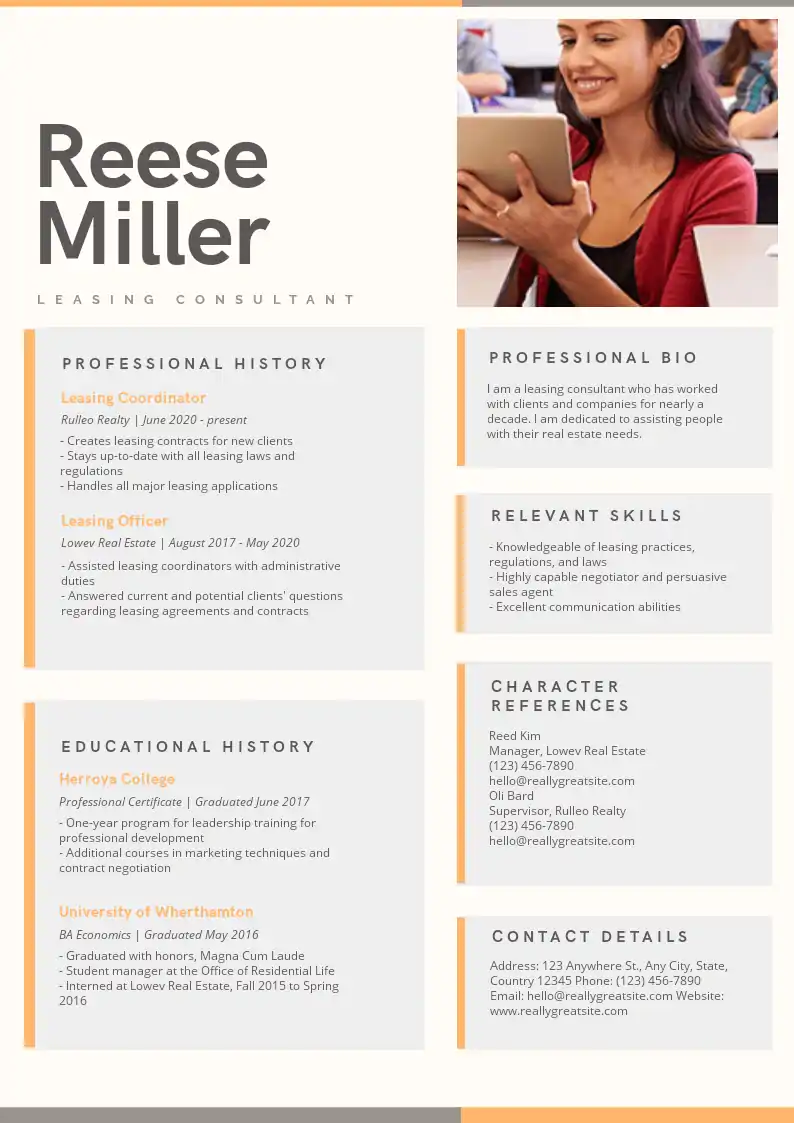 Reese
Miller
LEASING CONSULTANT
PROFESSIONAL HISTORY
Leasing Coordinator
Rulleo Realty | June 2020 - present
- Creates leasing contracts for new clients
- Stays up-to-date with all leasing laws and
regulations
- Handles all major leasing applications
Leasing Officer
Lowev Real Estate | August 2017 - May 2020
- Assisted leasing coordinators with administrative
duties
- Answered current and potential clients' questions
regarding leasing agreements and contracts
EDUCATIONAL HISTORY
Herroya College
Professional Certificate | Graduated June 2017
- One-year program for leadership training for
professional development
- Additional courses in marketing techniques and
contract negotiation
University of Wherthamton
BA Economics | Graduated May 2016
- Graduated with honors, Magna Cum Laude
- Student manager at the Office of Residential Life
- Interned at Lowev Real Estate, Fall 2015 to Spring
2016
PROFESSIONAL BIO
I am a leasing consultant who has worked
with clients and companies for nearly a
decade. I am dedicated to assisting people
with their real estate needs.
RELEVANT SKILLS
- Knowledgeable of leasing practices,
regulations, and laws
- Highly capable negotiator and persuasive
sales agent
- Excellent communication abilities
CHARACTER
REFERENCES
Reed Kim
Manager, Lowev Real Estate
(123) 456-7890
hello@reallygreatsite.com
Oli Bard
Supervisor, Rulleo Realty
(123) 456-7890
hello@reallygreatsite.com
CONTACT DETAILS
Address: 123 Anywhere St., Any City, State,
Country 12345 Phone: (123) 456-7890
Email: hello@reallygreatsite.com Website:
www.reallygreatsite.com